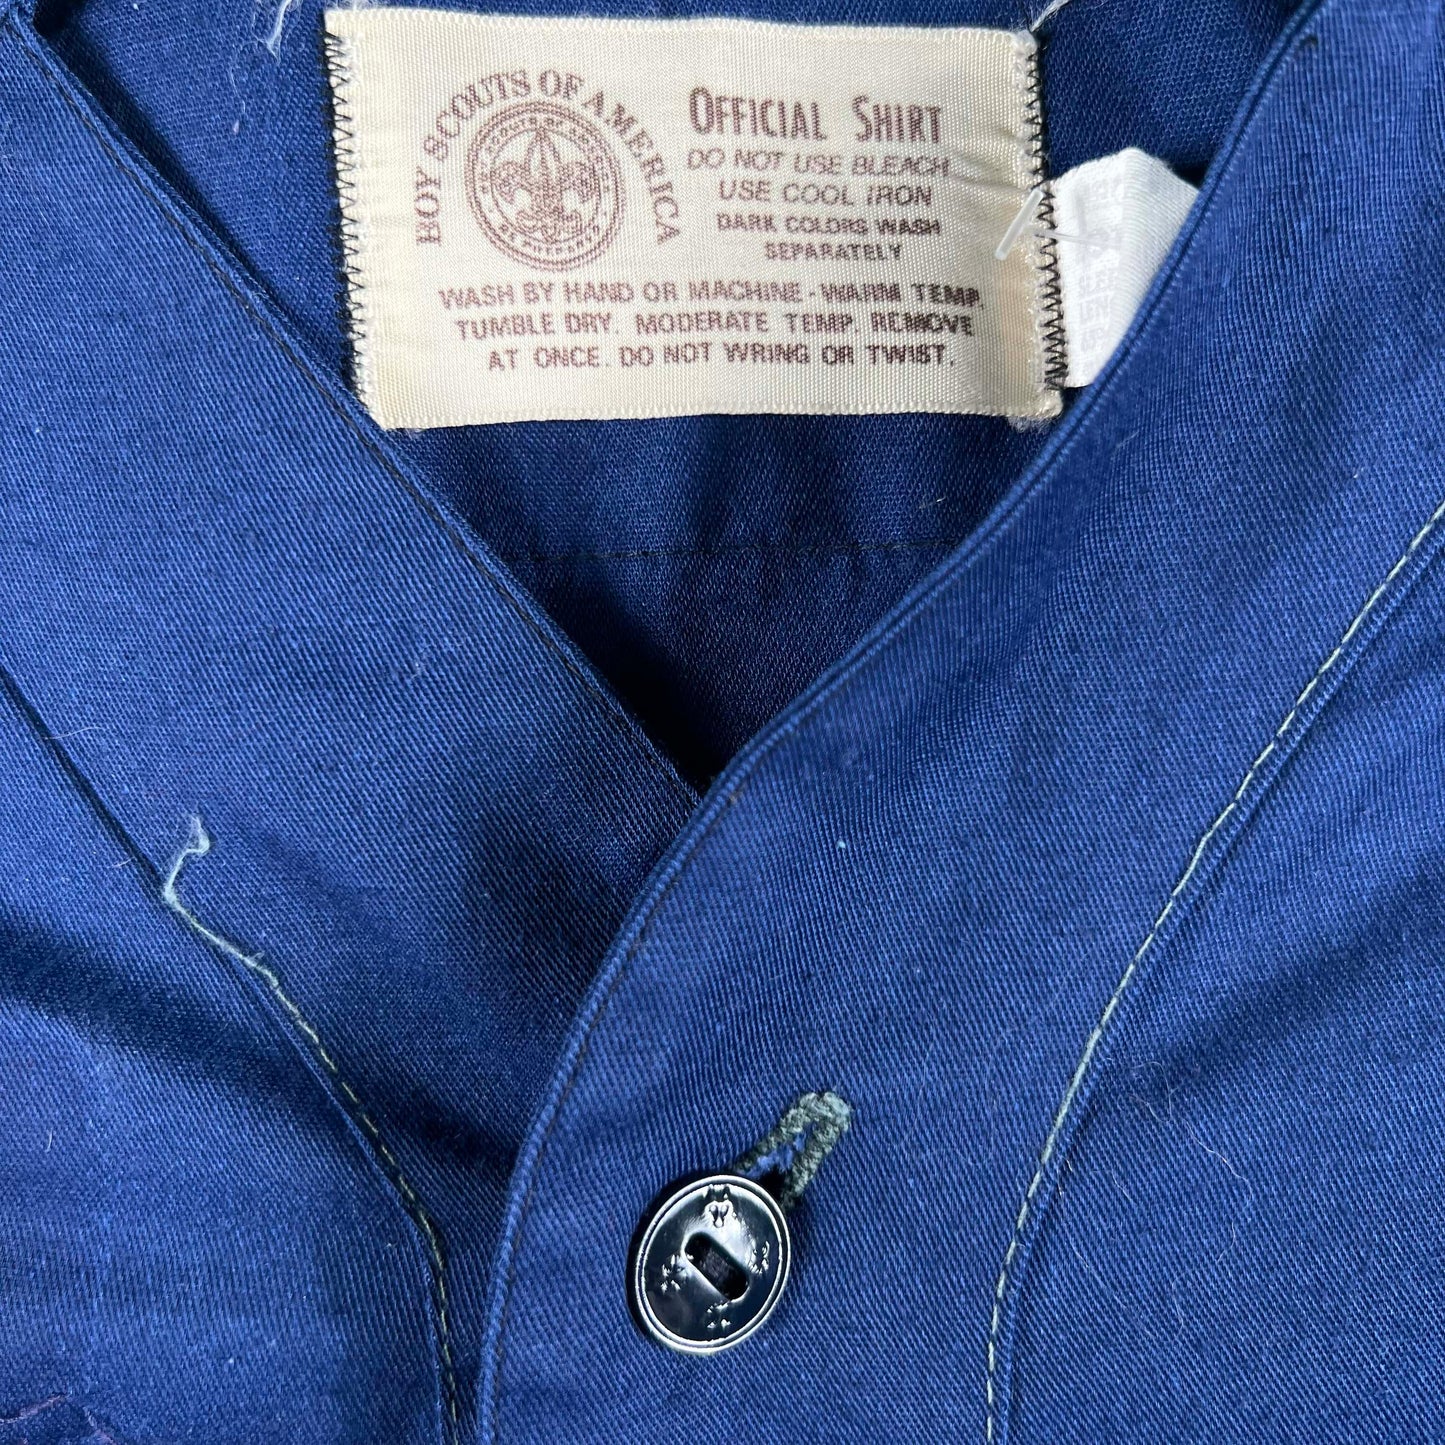 BOY SCOUTS OF AMERICA
OFFICIAL SHIRT
DO NOT USE BLEACH
USE COOL IRON
DARK COLORS WASH
SEPARATELY
WASH BY HAND OR MACHINE-WARM TEMP.
TUMBLE DRY. MODERATE TEMP. REMOVE
AT ONCE. DO NOT WRING OR TWIST.